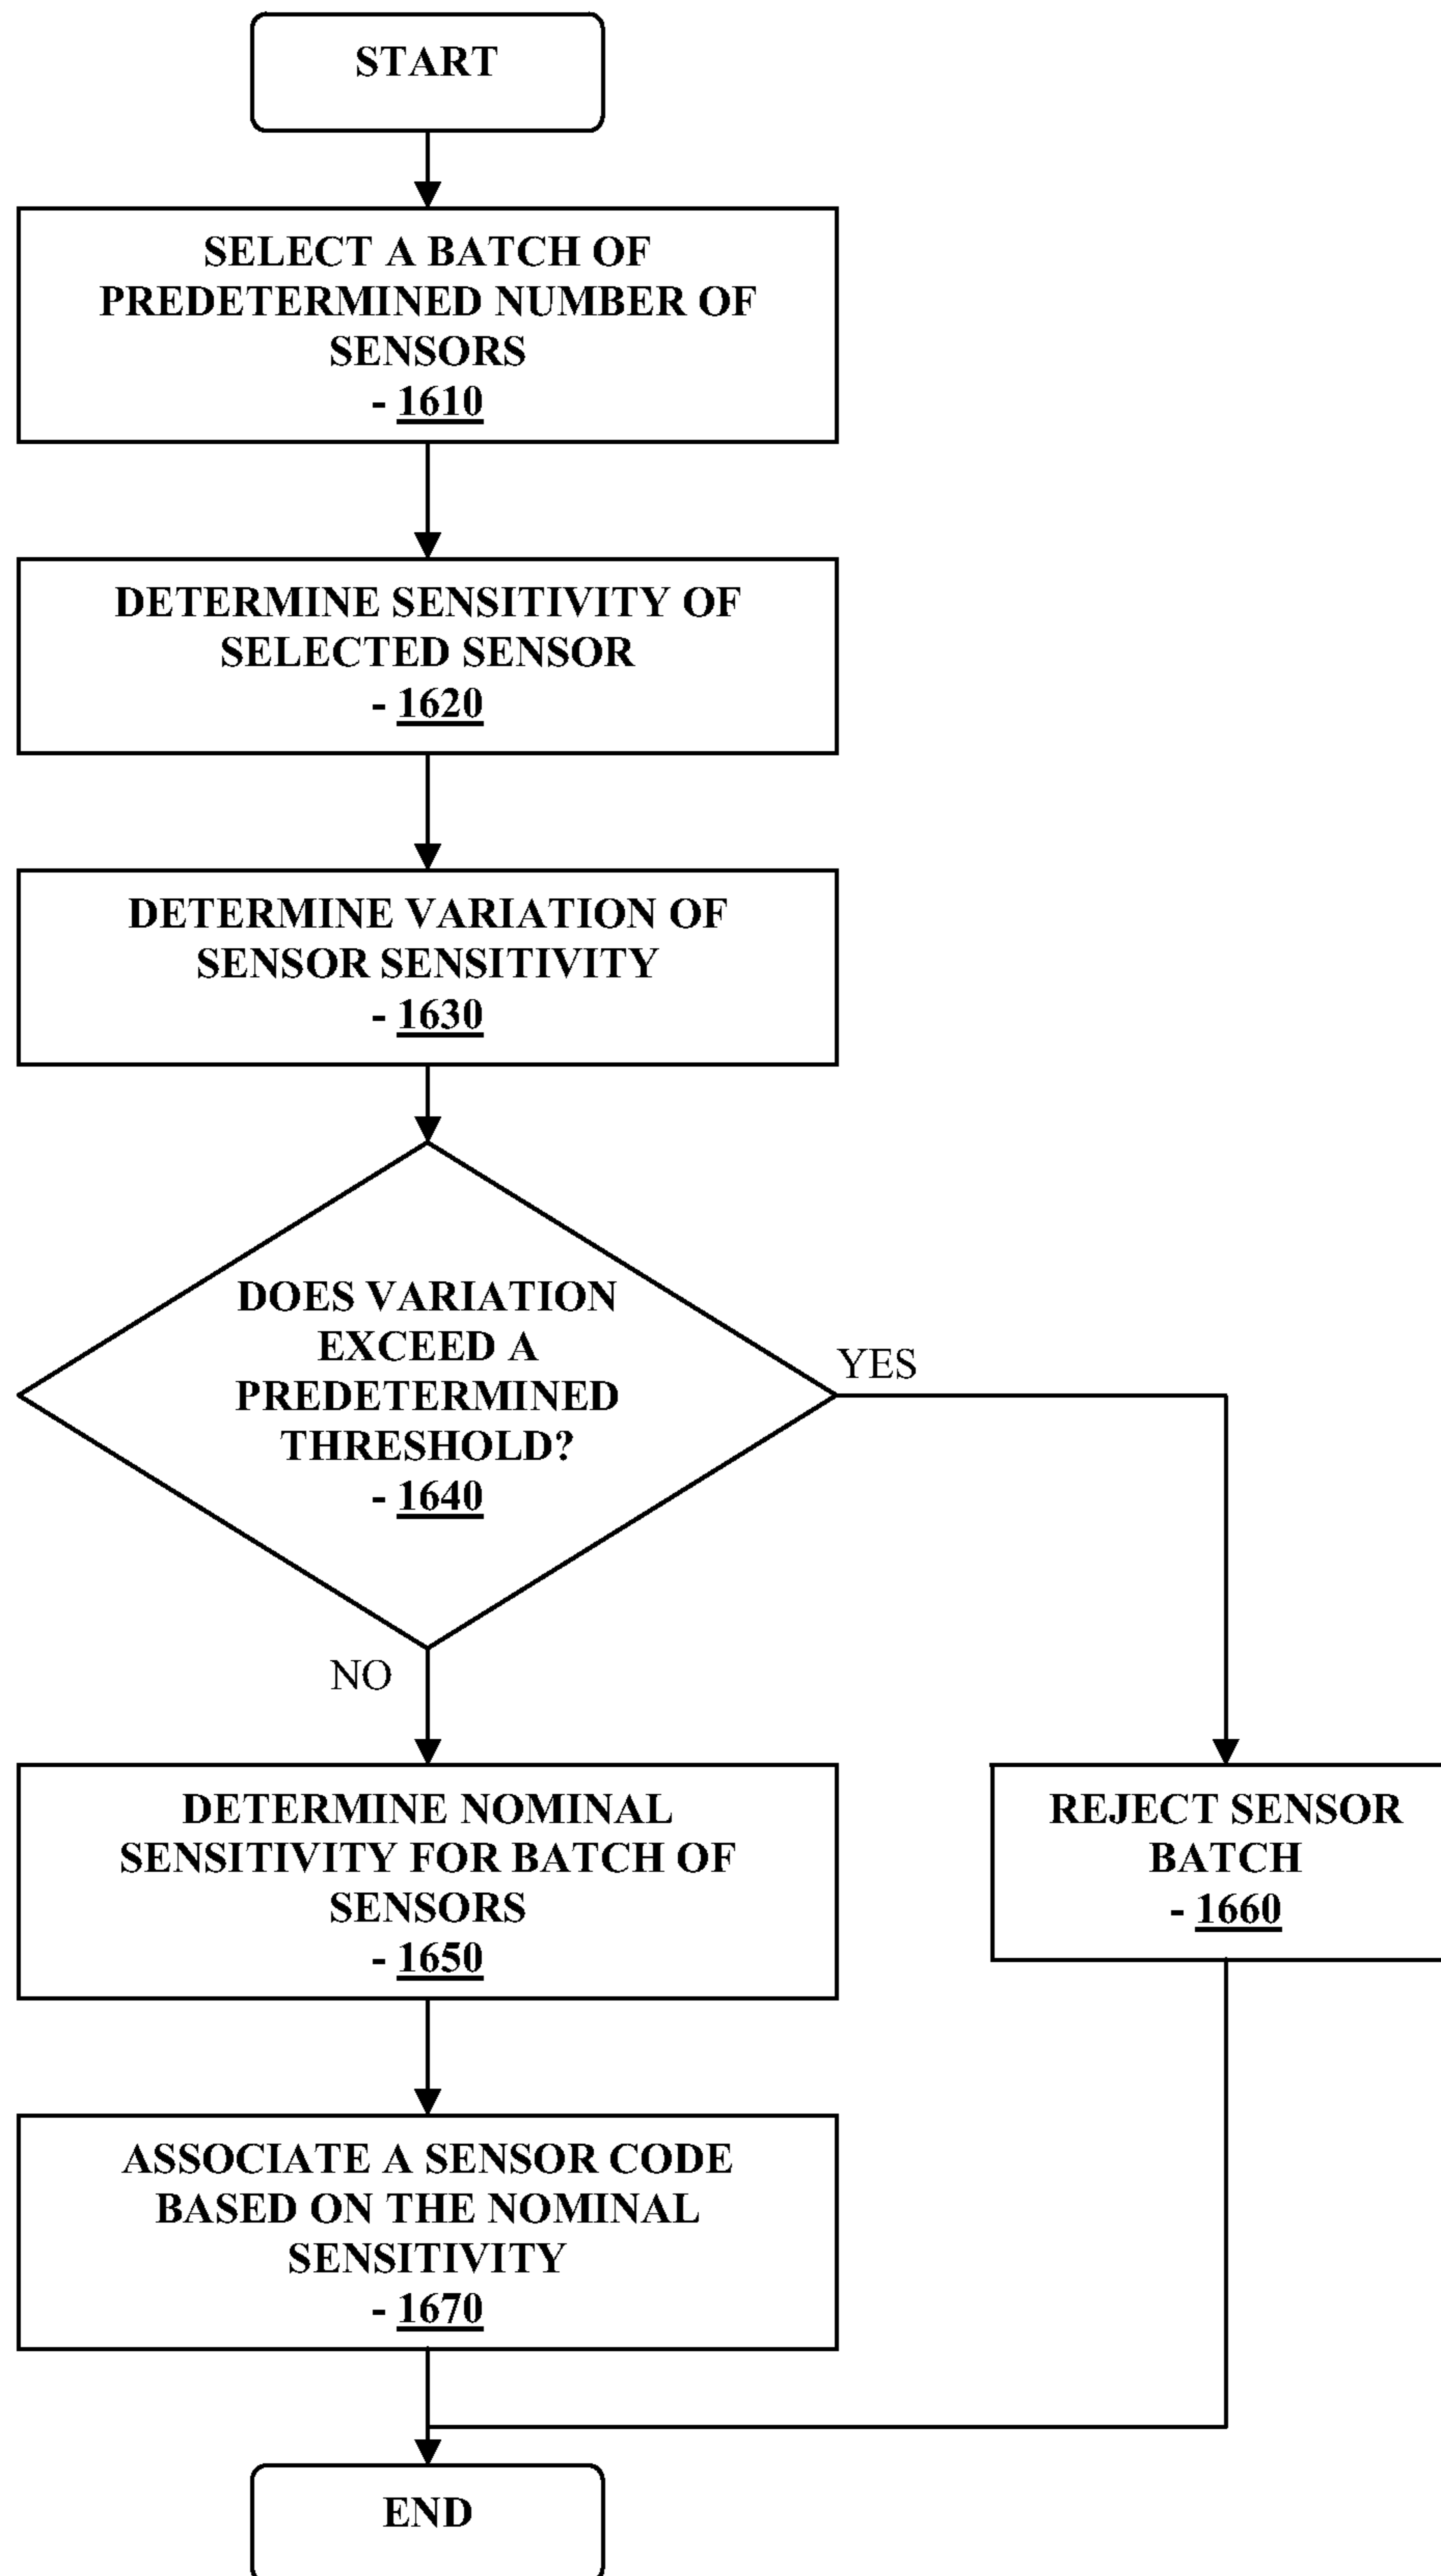 START
SELECT A BATCH OF
PREDETERMINED NUMBER OF
SENSORS
- 1610
DETERMINE SENSITIVITY OF
SELECTED SENSOR
- 1620
DETERMINE VARIATION OF
SENSOR SENSITIVITY
- 1630
DOES VARIATION
EXCEED A
PREDETERMINED
THRESHOLD?
- 1640
YES
NO
DETERMINE NOMINAL
SENSITIVITY FOR BATCH OF
SENSORS
- 1650
REJECT SENSOR
BATCH
- 1660
ASSOCIATE A SENSOR CODE
BASED ON THE NOMINAL
SENSITIVITY
- 1670
END